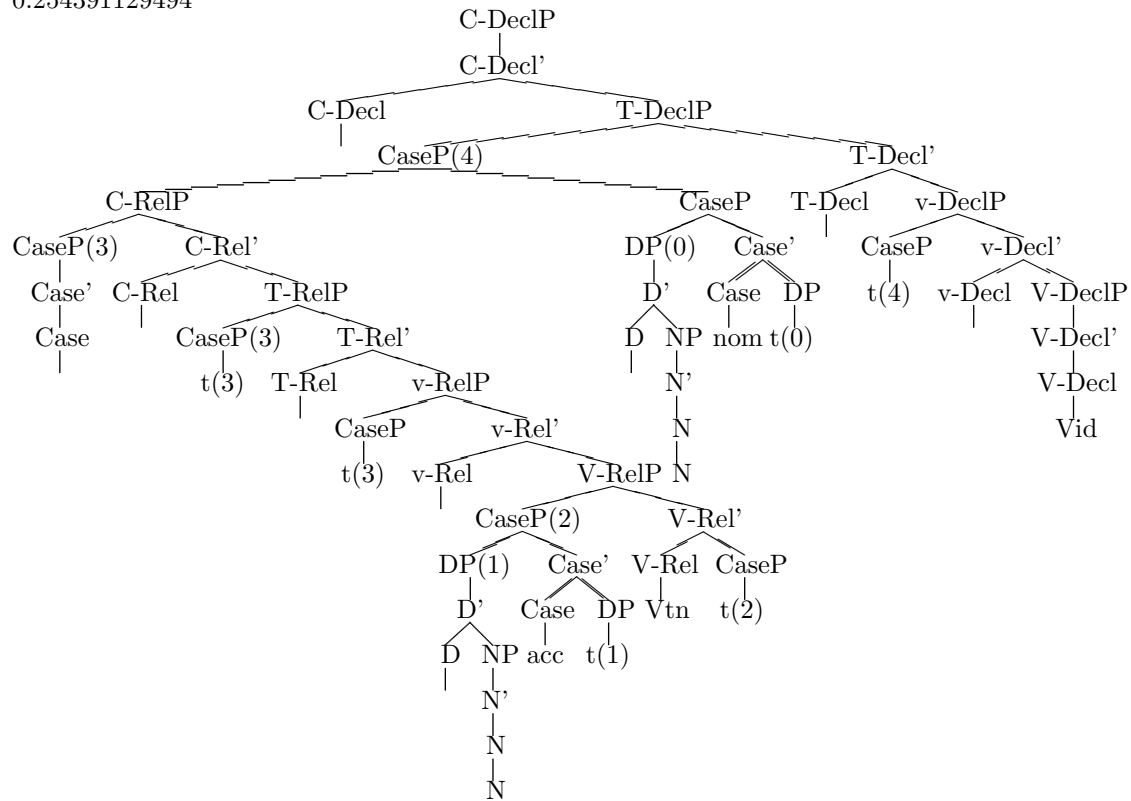 0.254391129494
C-DeclP
C-Decl'
C-Decl T-DeclP
CaseP(4) T-Decl'
C-RelP CaseP T-Decl v-DeclP
CaseP(3) C-Rel' DP(0) Case' CaseP v-Decl'
Case' C-Rel T-RelP D' Case DP t(4) v-Decl V-DeclP
Case CaseP(3) T-Rel' D NP nom t(0) V-Decl'
t(3) T-Rel v-RelP N' V-Decl
CaseP v-Rel' N Vid
t(3) v-Rel V-RelP N
CaseP(2) V-Rel'
DP(1) Case' V-Rel CaseP
D' Case DP Vtn t(2)
D NP acc t(1)
N'
N
N